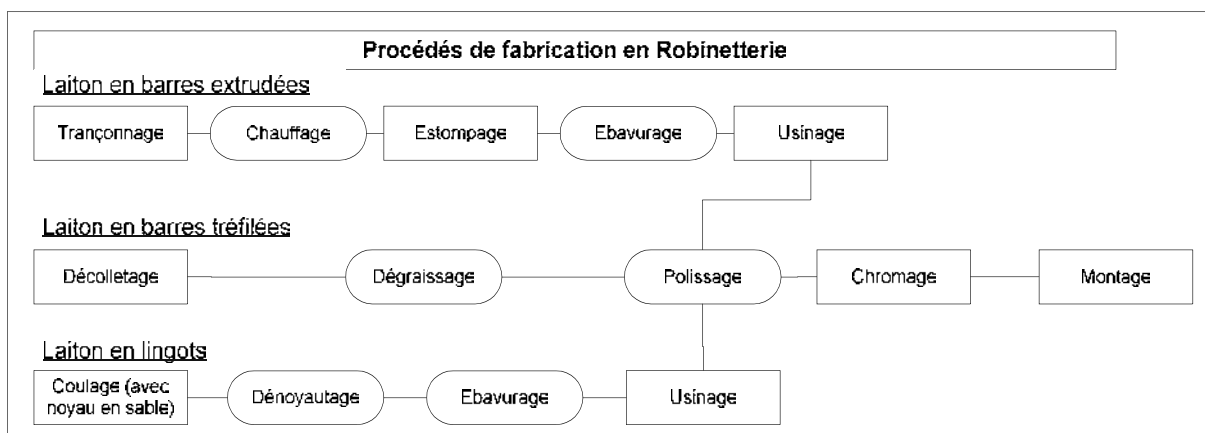 Procédés de fabrication en Robinetterie
Laiton en barres extrudées
Trançonnage
Chauffage
Estompage
Ebavurage
Usinage
Laiton en barres tréfilées
Décolletage
Dégraissage
Polissage
Chromage
Montage
Laiton en lingots
Coulage (avec
noyau en sable)
Dénoyautage
Ebavurage
Usinage